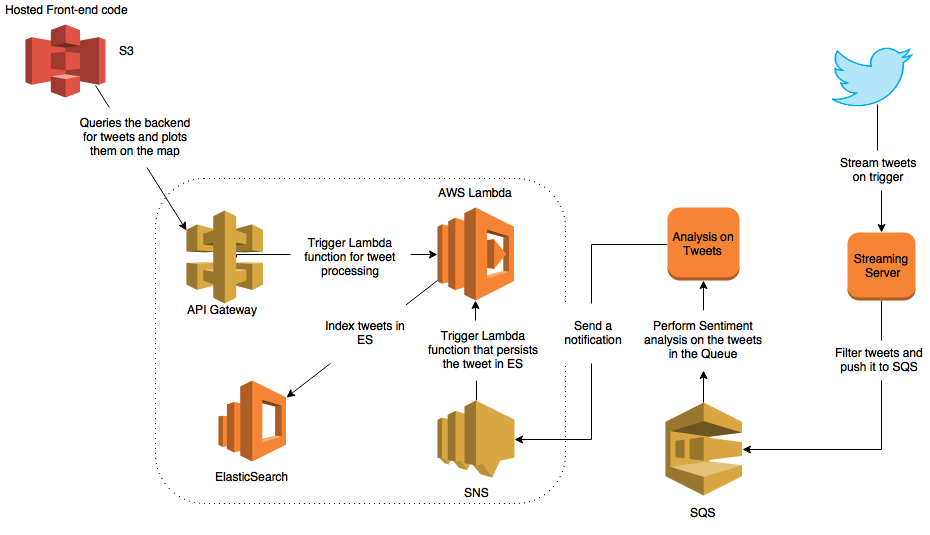 Hosted Front-end code
S3
Queries the backend
for tweets and plots
them on the map
Stream tweets
on trigger
AWS Lambda
Analysis on
Tweets
Streaming
Server
Trigger Lambda
function for tweet
processing
API Gateway
Index tweets in
ES
Trigger Lambda
function that persists
the tweet in ES
Send a
notification
Perform Sentiment
analysis on the tweets
in the Queue
Filter tweets and
push it to SQS
ElasticSearch
SNS
SQS